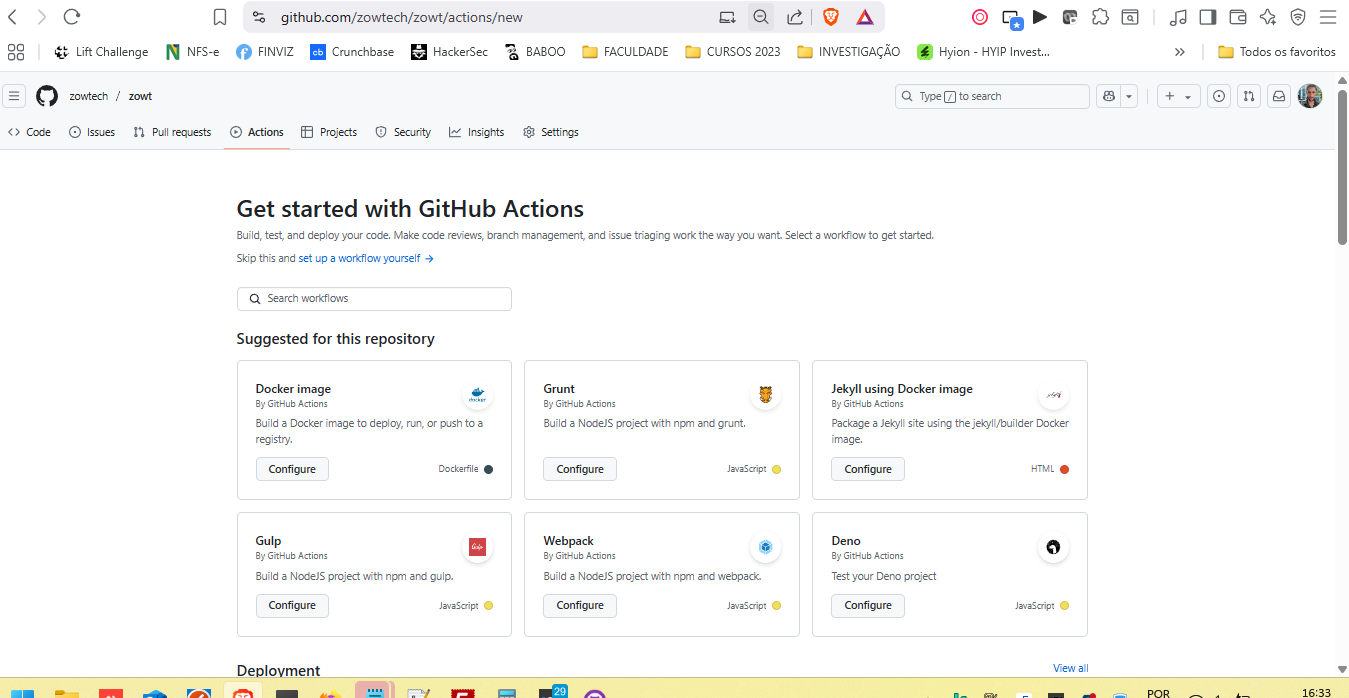 github.com/zowtech/zowt/actions/new
Lift Challenge NFS-e FINVIZ cb Crunchbase HackerSec BABOO FACULDADE CURSOS 2023 INVESTIGAÇÃO Hyion - HYIP Invest... » Todos os favoritos
zowtech / zowt Type / to search
Code Issues Pull requests Actions Projects Security Insights Settings
Get started with GitHub Actions
Build, test, and deploy your code. Make code reviews, branch management, and issue triaging work the way you want. Select a workflow to get started.
Skip this and set up a workflow yourself →
Search workflows
Suggested for this repository
Docker image
By GitHub Actions
Build a Docker image to deploy, run, or push to a
registry.
Configure Dockerfile
docker
Grunt
By GitHub Actions
Build a NodeJS project with npm and grunt.
Configure JavaScript
Jekyll using Docker image
By GitHub Actions
Package a Jekyll site using the jekyll/builder Docker
image.
Configure HTML
Gulp
By GitHub Actions
Build a NodeJS project with npm and gulp.
Configure JavaScript
Gulp
Webpack
By GitHub Actions
Build a NodeJS project with npm and webpack.
Configure JavaScript
Deno
By GitHub Actions
Test your Deno project
Configure JavaScript
Deployment View all
29
POR
16:33